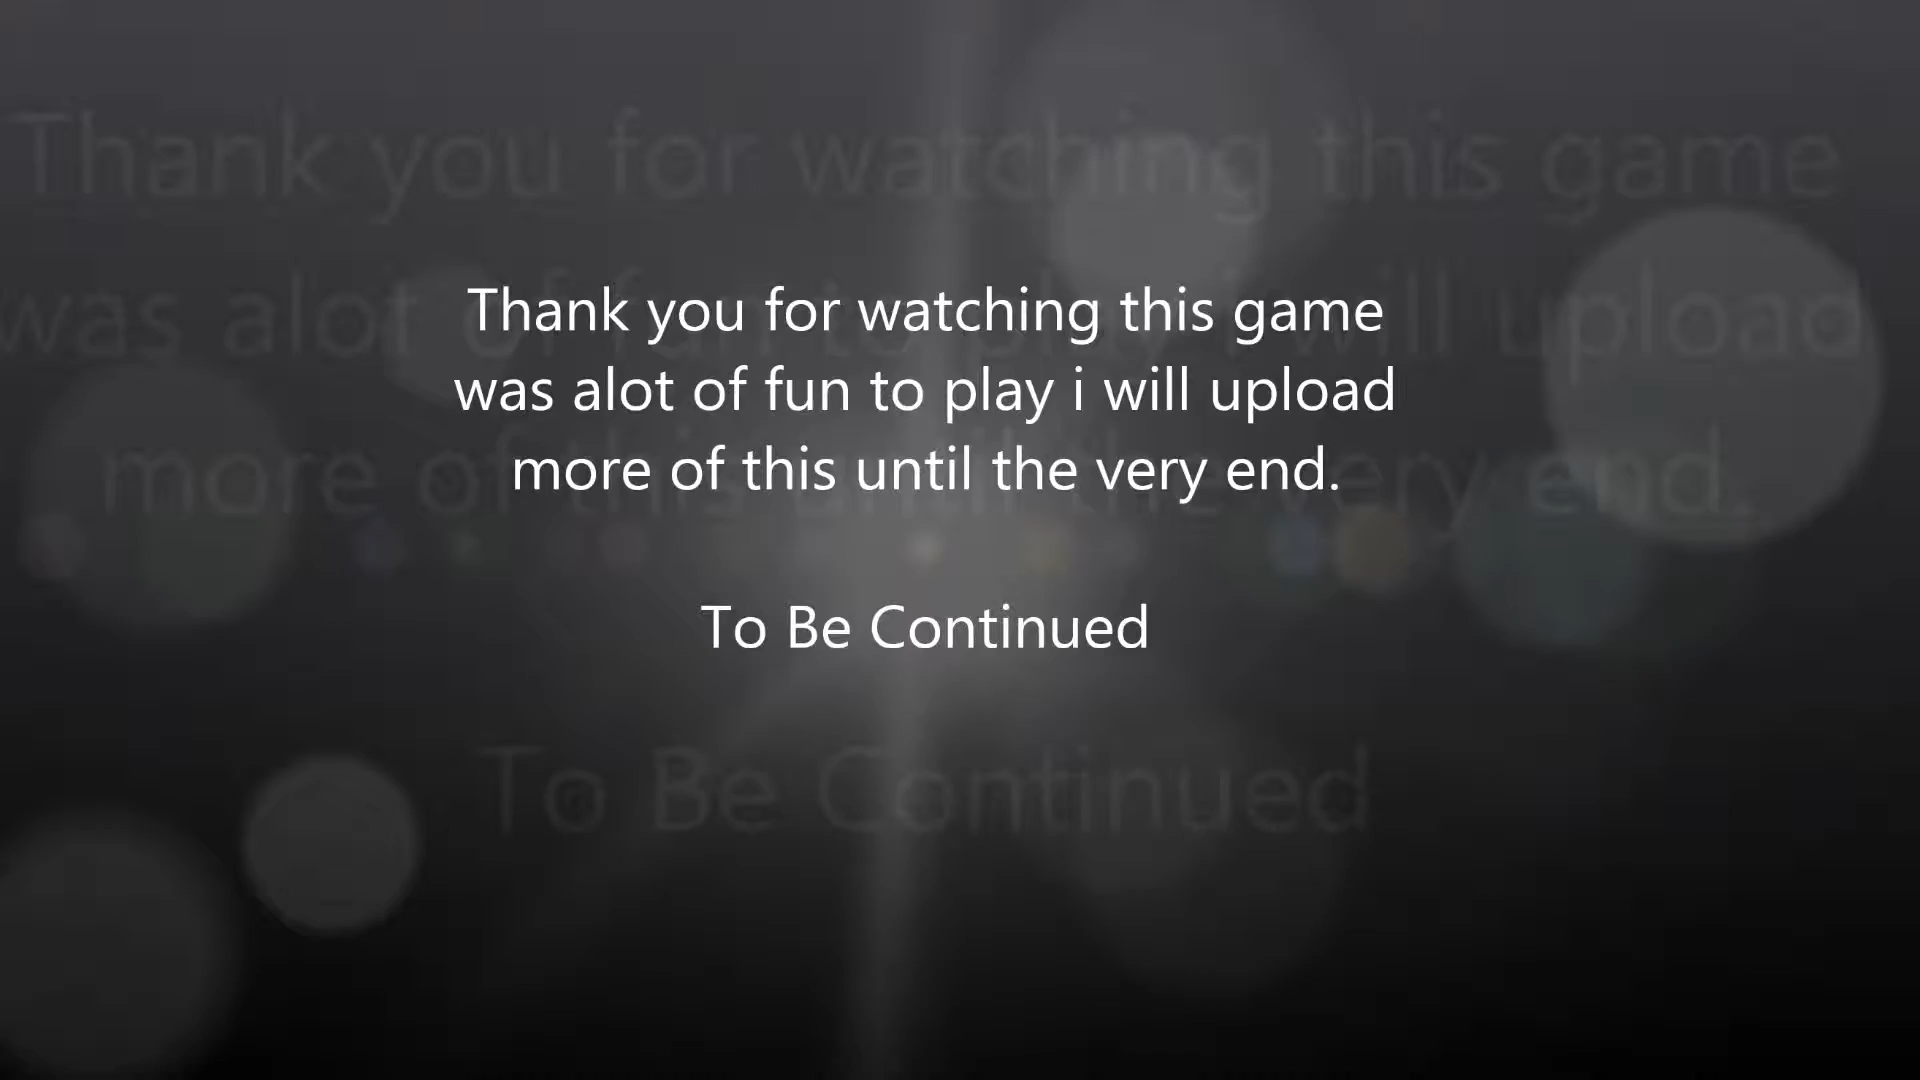 Thank you for watching this game
was alot of fun to play i will upload
more of this until the very end.
To Be Continued